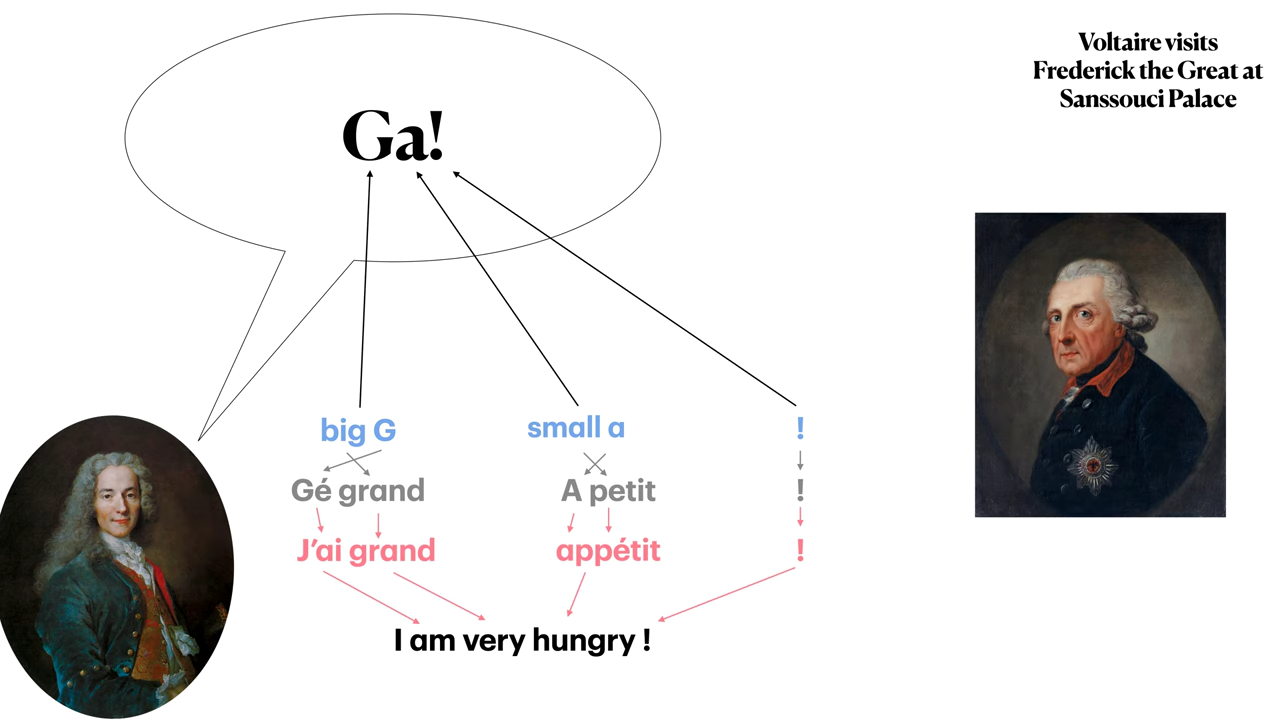 Voltaire visits
Frederick the Great at
Sanssouci Palace
Ga!
big G small a !
Gé grand A petit !
J'ai grand appétit !
I am very hungry !